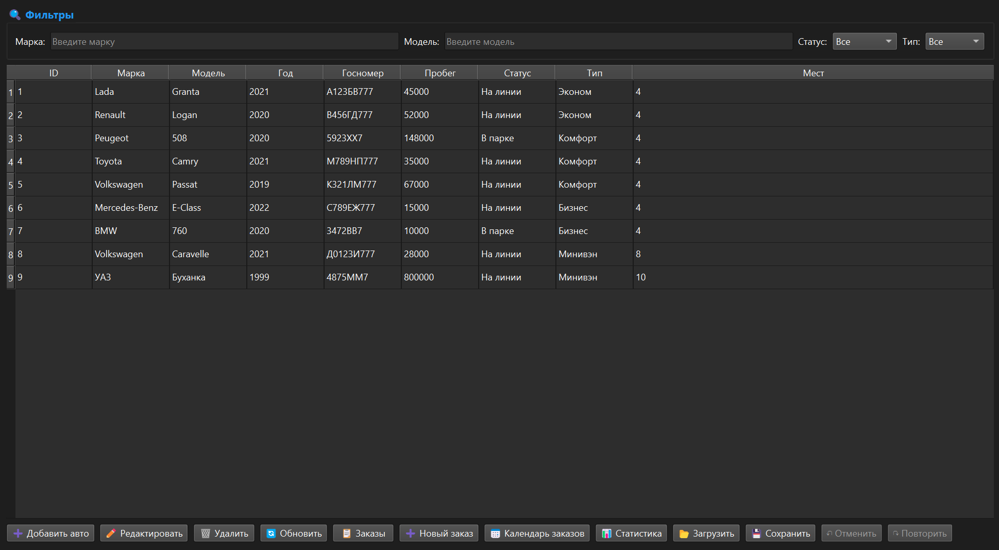 Фильтры
Марка: Введите марку Модель: Введите модель Статус: Все Тип: Все
ID Марка Модель Год Госномер Пробег Статус Тип Мест
1 1 Lada Granta 2021 А123БВ777 45000 На линии Эконом 4
2 2 Renault Logan 2020 В456ГД777 52000 На линии Эконом 4
3 3 Peugeot 508 2020 5923ХХ7 148000 В парке Комфорт 4
4 4 Toyota Camry 2021 М789НП777 35000 На линии Комфорт 4
5 5 Volkswagen Passat 2019 К321ЛМ777 67000 На линии Комфорт 4
6 6 Mercedes-Benz E-Class 2022 С789ЕЖ777 15000 На линии Бизнес 4
7 7 BMW 760 2020 3472ВВ7 10000 В парке Бизнес 4
8 8 Volkswagen Caravelle 2021 Д0123И777 28000 На линии Минивэн 8
9 9 УАЗ Буханка 1999 4875ММ7 800000 На линии Минивэн 10
Добавить авто Редактировать Удалить Обновить Заказы Новый заказ Календарь заказов Статистика Загрузить Сохранить Отменить Повторить